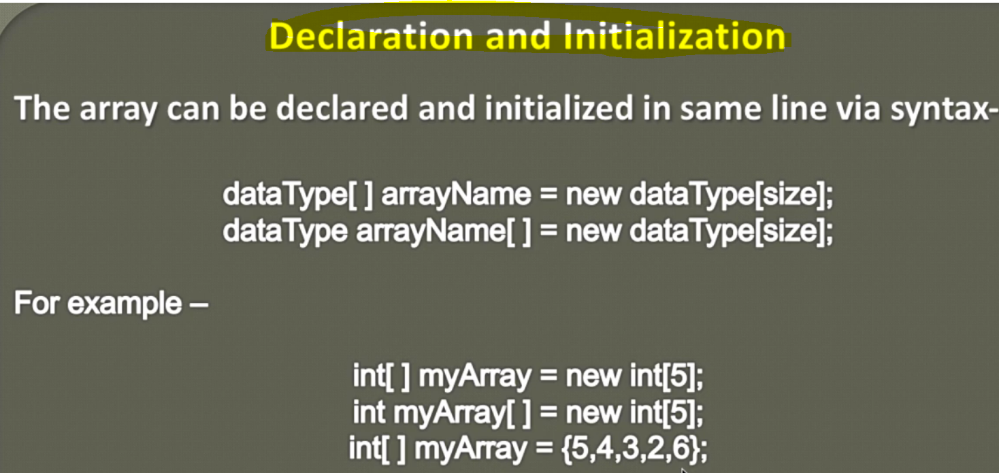 Declaration and Initialization
The array can be declared and initialized in same line via syntax-
dataType[ ] arrayName = new dataType[size];
dataType arrayName[ ] = new dataType[size];
For example –
int[ ] myArray = new int[5];
int myArray[ ] = new int[5];
int[ ] myArray = {5,4,3,2,6};